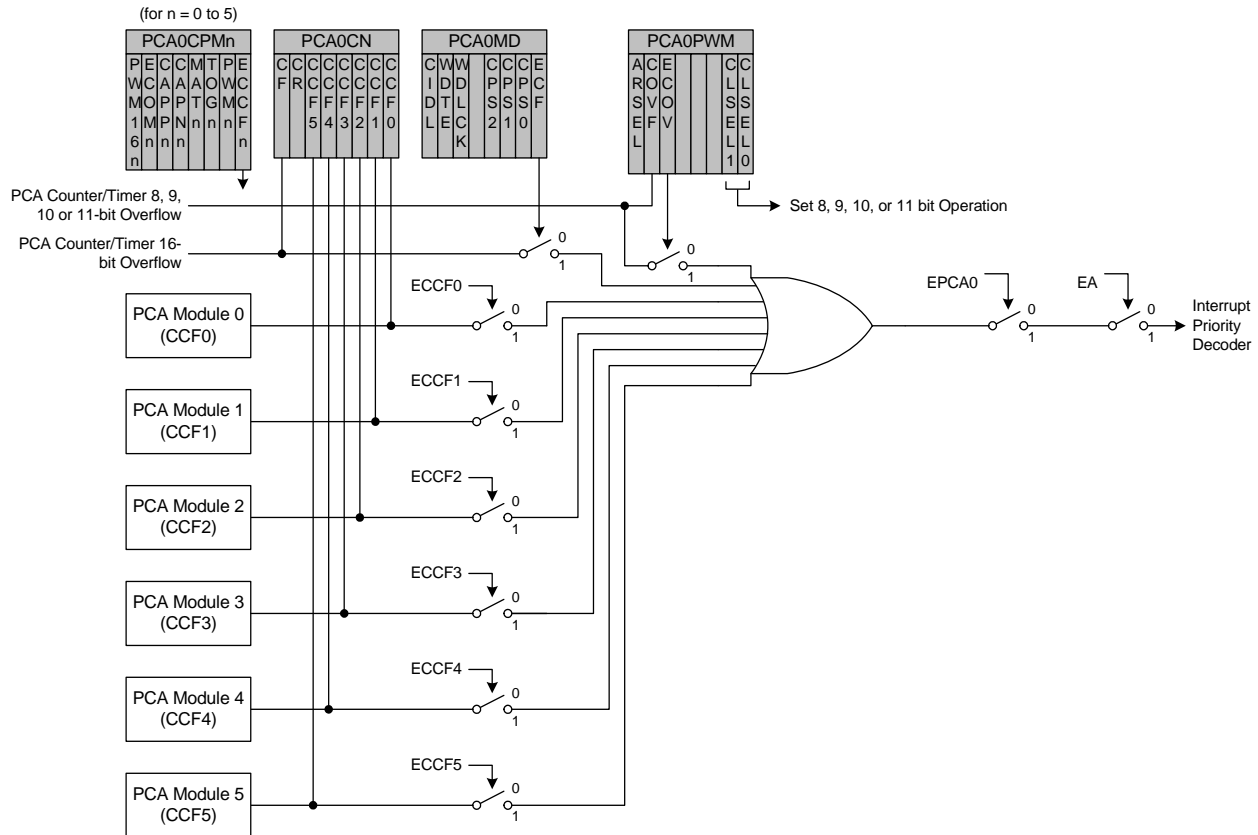 (for n = 0 to 5)
PCA0CPMn
PWM16n
ECOMn
CAPPn
CAPNn
MATn
TOGn
PWMn
ECCFn
PCA0CN
CF
CR
CCF5
CCF4
CCF3
CCF2
CCF1
CCF0
PCA0MD
CIDL
WDTE
WDLCK
CPS2
CPS1
CPS0
ECF
PCA0PWM
ARSEL
COVF
ECOV
CLSEL1
CLSEL0
PCA Counter/Timer 8, 9,
10 or 11-bit Overflow
Set 8, 9, 10, or 11 bit Operation
PCA Counter/Timer 16-
bit Overflow
0
1
0
1
PCA Module 0
(CCF0)
ECCF0
0
1
EPCA0
0
1
EA
0
1
Interrupt
Priority
Decoder
PCA Module 1
(CCF1)
ECCF1
0
1
PCA Module 2
(CCF2)
ECCF2
0
1
PCA Module 3
(CCF3)
ECCF3
0
1
PCA Module 4
(CCF4)
ECCF4
0
1
PCA Module 5
(CCF5)
ECCF5
0
1